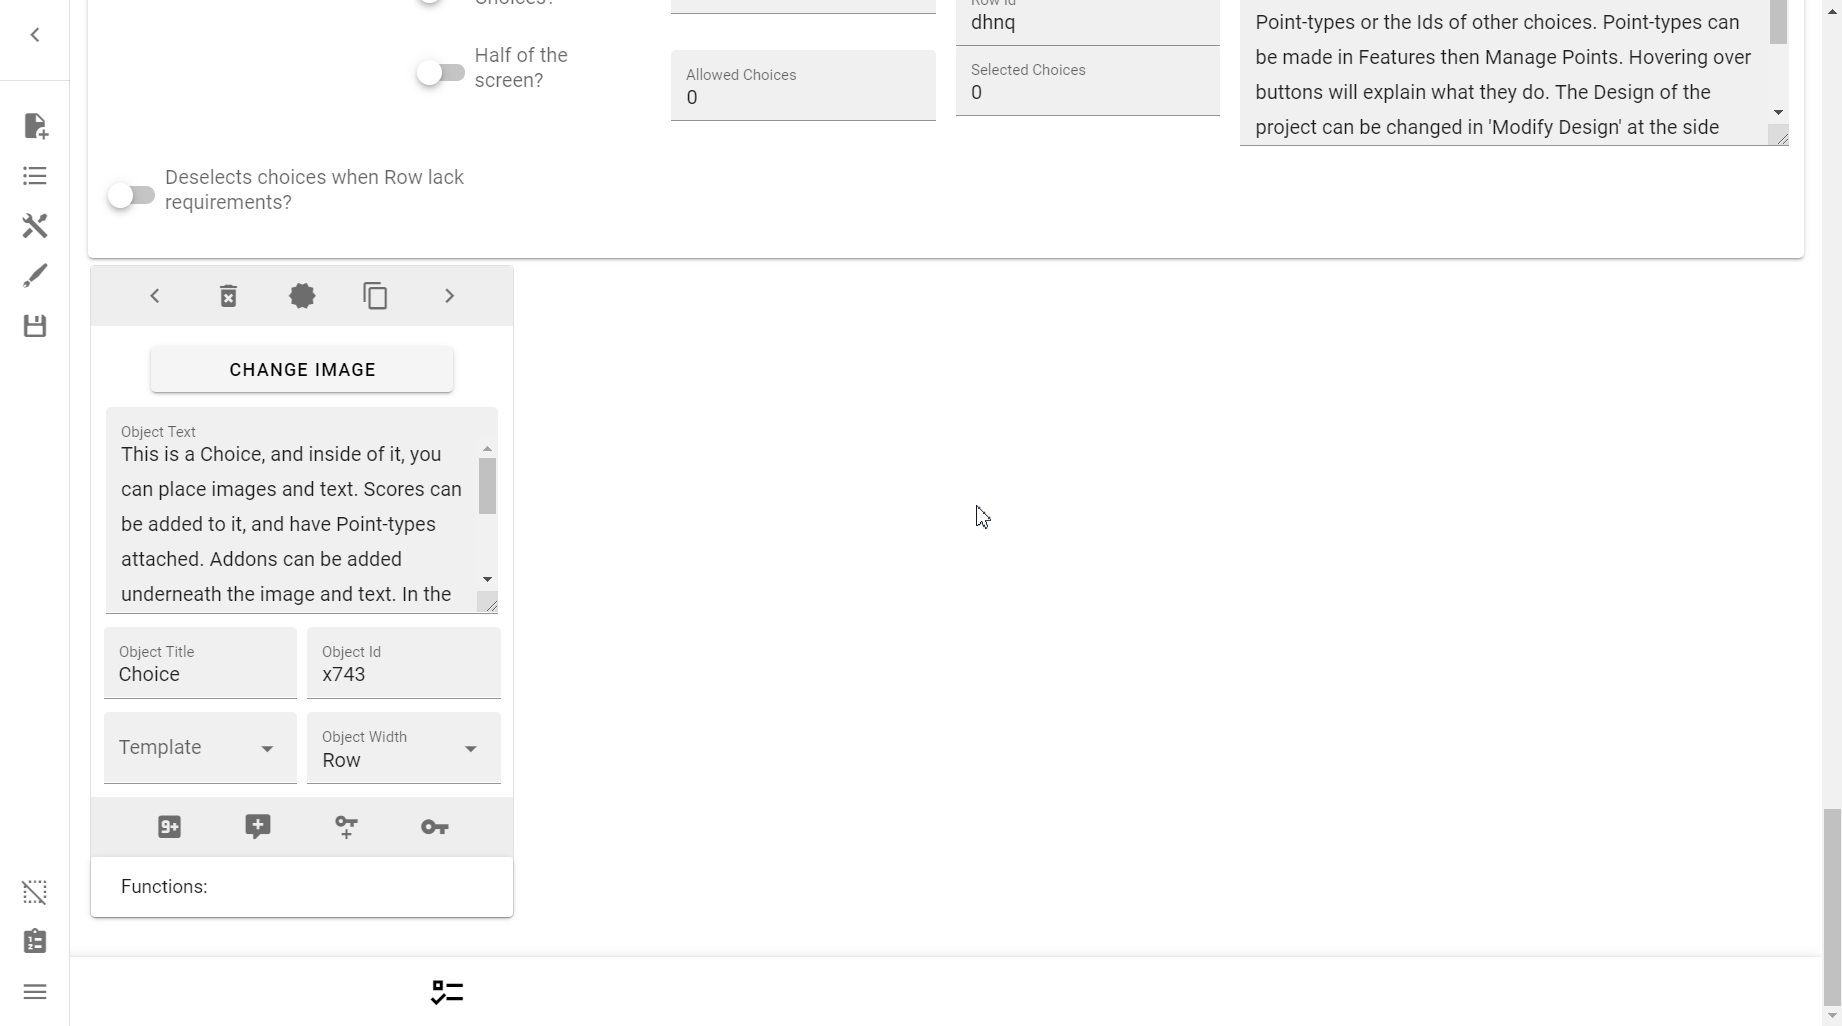 Half of the
screen?
Allowed Choices
0
dhnq
Selected Choices
0
Point-types or the Ids of other choices. Point-types can
be made in Features then Manage Points. Hovering over
buttons will explain what they do. The Design of the
project can be changed in 'Modify Design' at the side
Deselects choices when Row lack
requirements?
CHANGE IMAGE
Object Text
This is a Choice, and inside of it, you
can place images and text. Scores can
be added to it, and have Point-types
attached. Addons can be added
underneath the image and text. In the
Object Title
Choice
Object Id
x743
Template
Object Width
Row
9+
Functions: